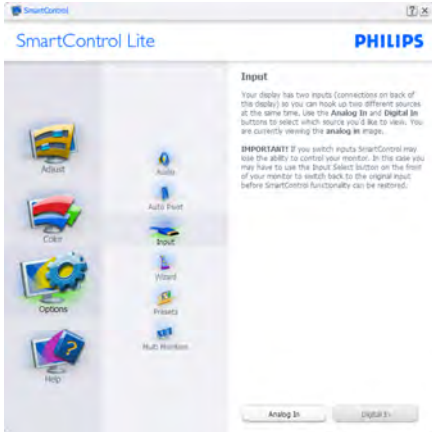 SmartControl
SmartControl Lite
PHILIPS
Input
Your display has two inputs (connections on back of
the display) so you can hook up two different sources
at the same time. Use the Analog In and Digital In
buttons to select which source you'd like to view. You
are currently viewing the analog in image.
IMPORTANT! If you switch inputs SmartControl may
lose the ability to control your monitor. In this case you
may have to use the Input Select button on the front
of your monitor to switch back to the original input
before SmartControl functionality can be restored.
Adjust
Color
Options
Help
Audio
Auto Pivot
Input
Wizard
Presets
Multi Monitors
Analog In
Digital In